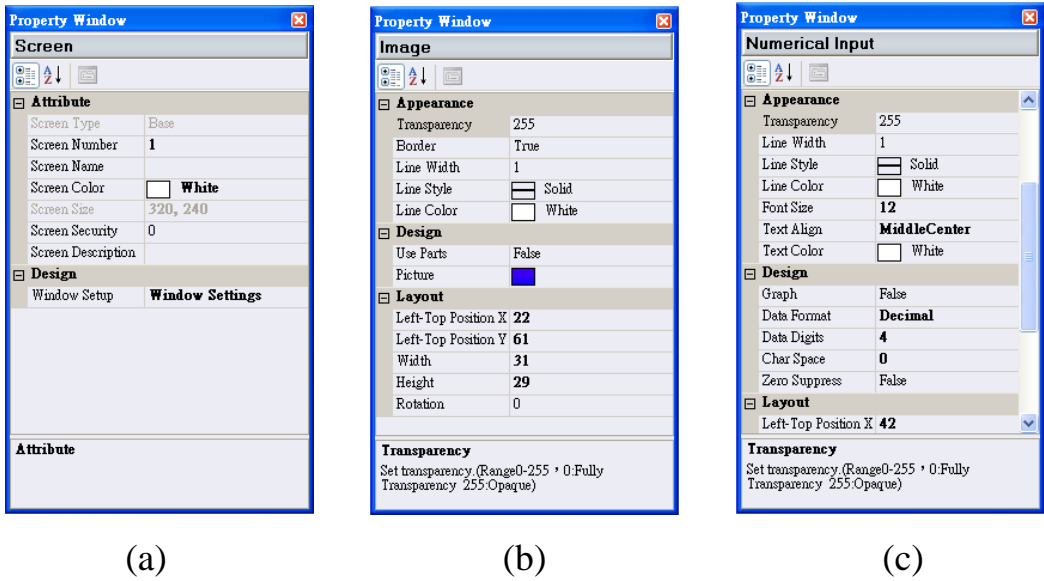 Property Window
Screen
Attribute
Screen Type Base
Screen Number 1
Screen Name
Screen Color White
Screen Size 320, 240
Screen Security 0
Screen Description
Design
Window Setup Window Settings
Attribute
(a)
Property Window
Image
Appearance
Transparency 255
Border True
Line Width 1
Line Style Solid
Line Color White
Design
Use Parts False
Picture
Layout
Left-Top Position X 22
Left-Top Position Y 61
Width 31
Height 29
Rotation 0
Transparency
Set transparency.(Range0-255，0:Fully
Transparency 255:Opaque)
(b)
Property Window
Numerical Input
Appearance
Transparency 255
Line Width 1
Line Style Solid
Line Color White
Font Size 12
Text Align MiddleCenter
Text Color White
Design
Graph False
Data Format Decimal
Data Digits 4
Char Space 0
Zero Suppress False
Layout
Left-Top Position X 42
Transparency
Set transparency.(Range0-255，0:Fully
Transparency 255:Opaque)
(c)